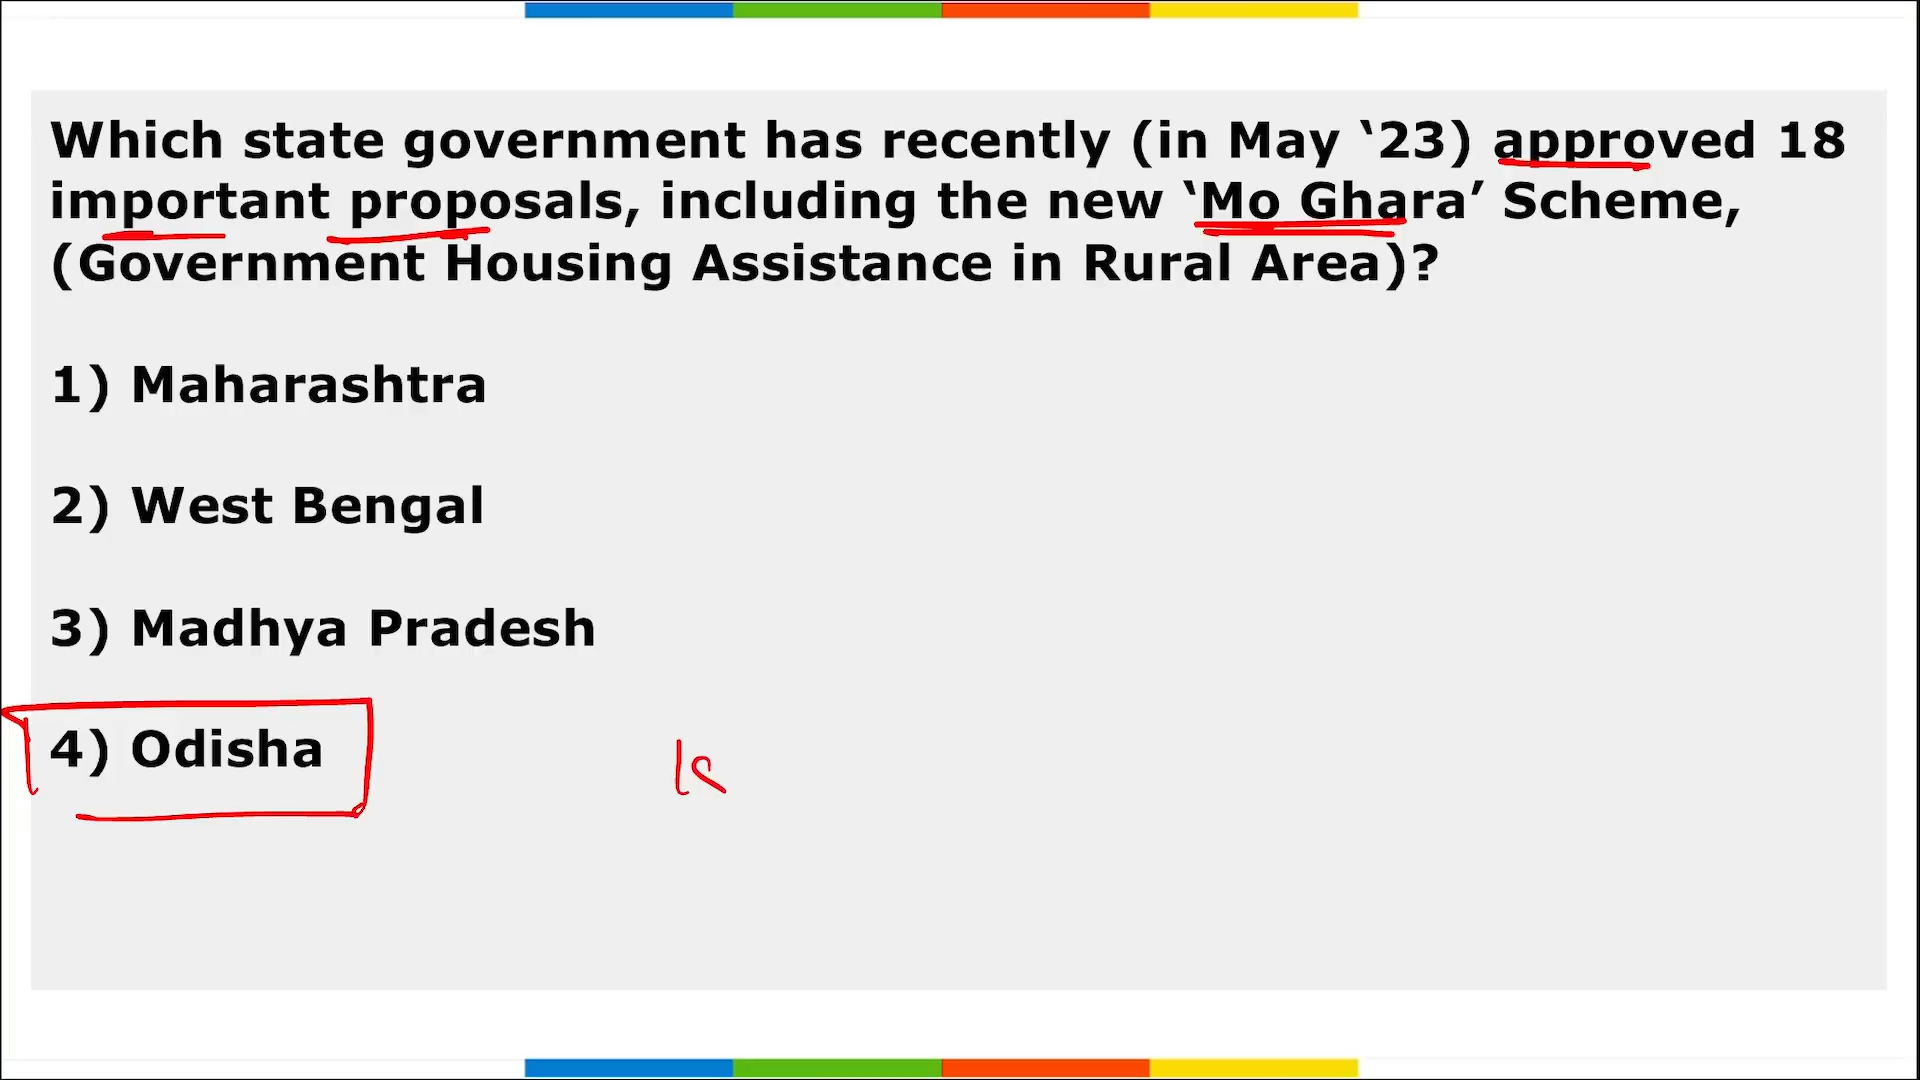 Which state government has recently (in May ‘23) approved 18
important proposals, including the new ‘Mo Ghara’ Scheme,
(Government Housing Assistance in Rural Area)?
1) Maharashtra
2) West Bengal
3) Madhya Pradesh
4) Odisha